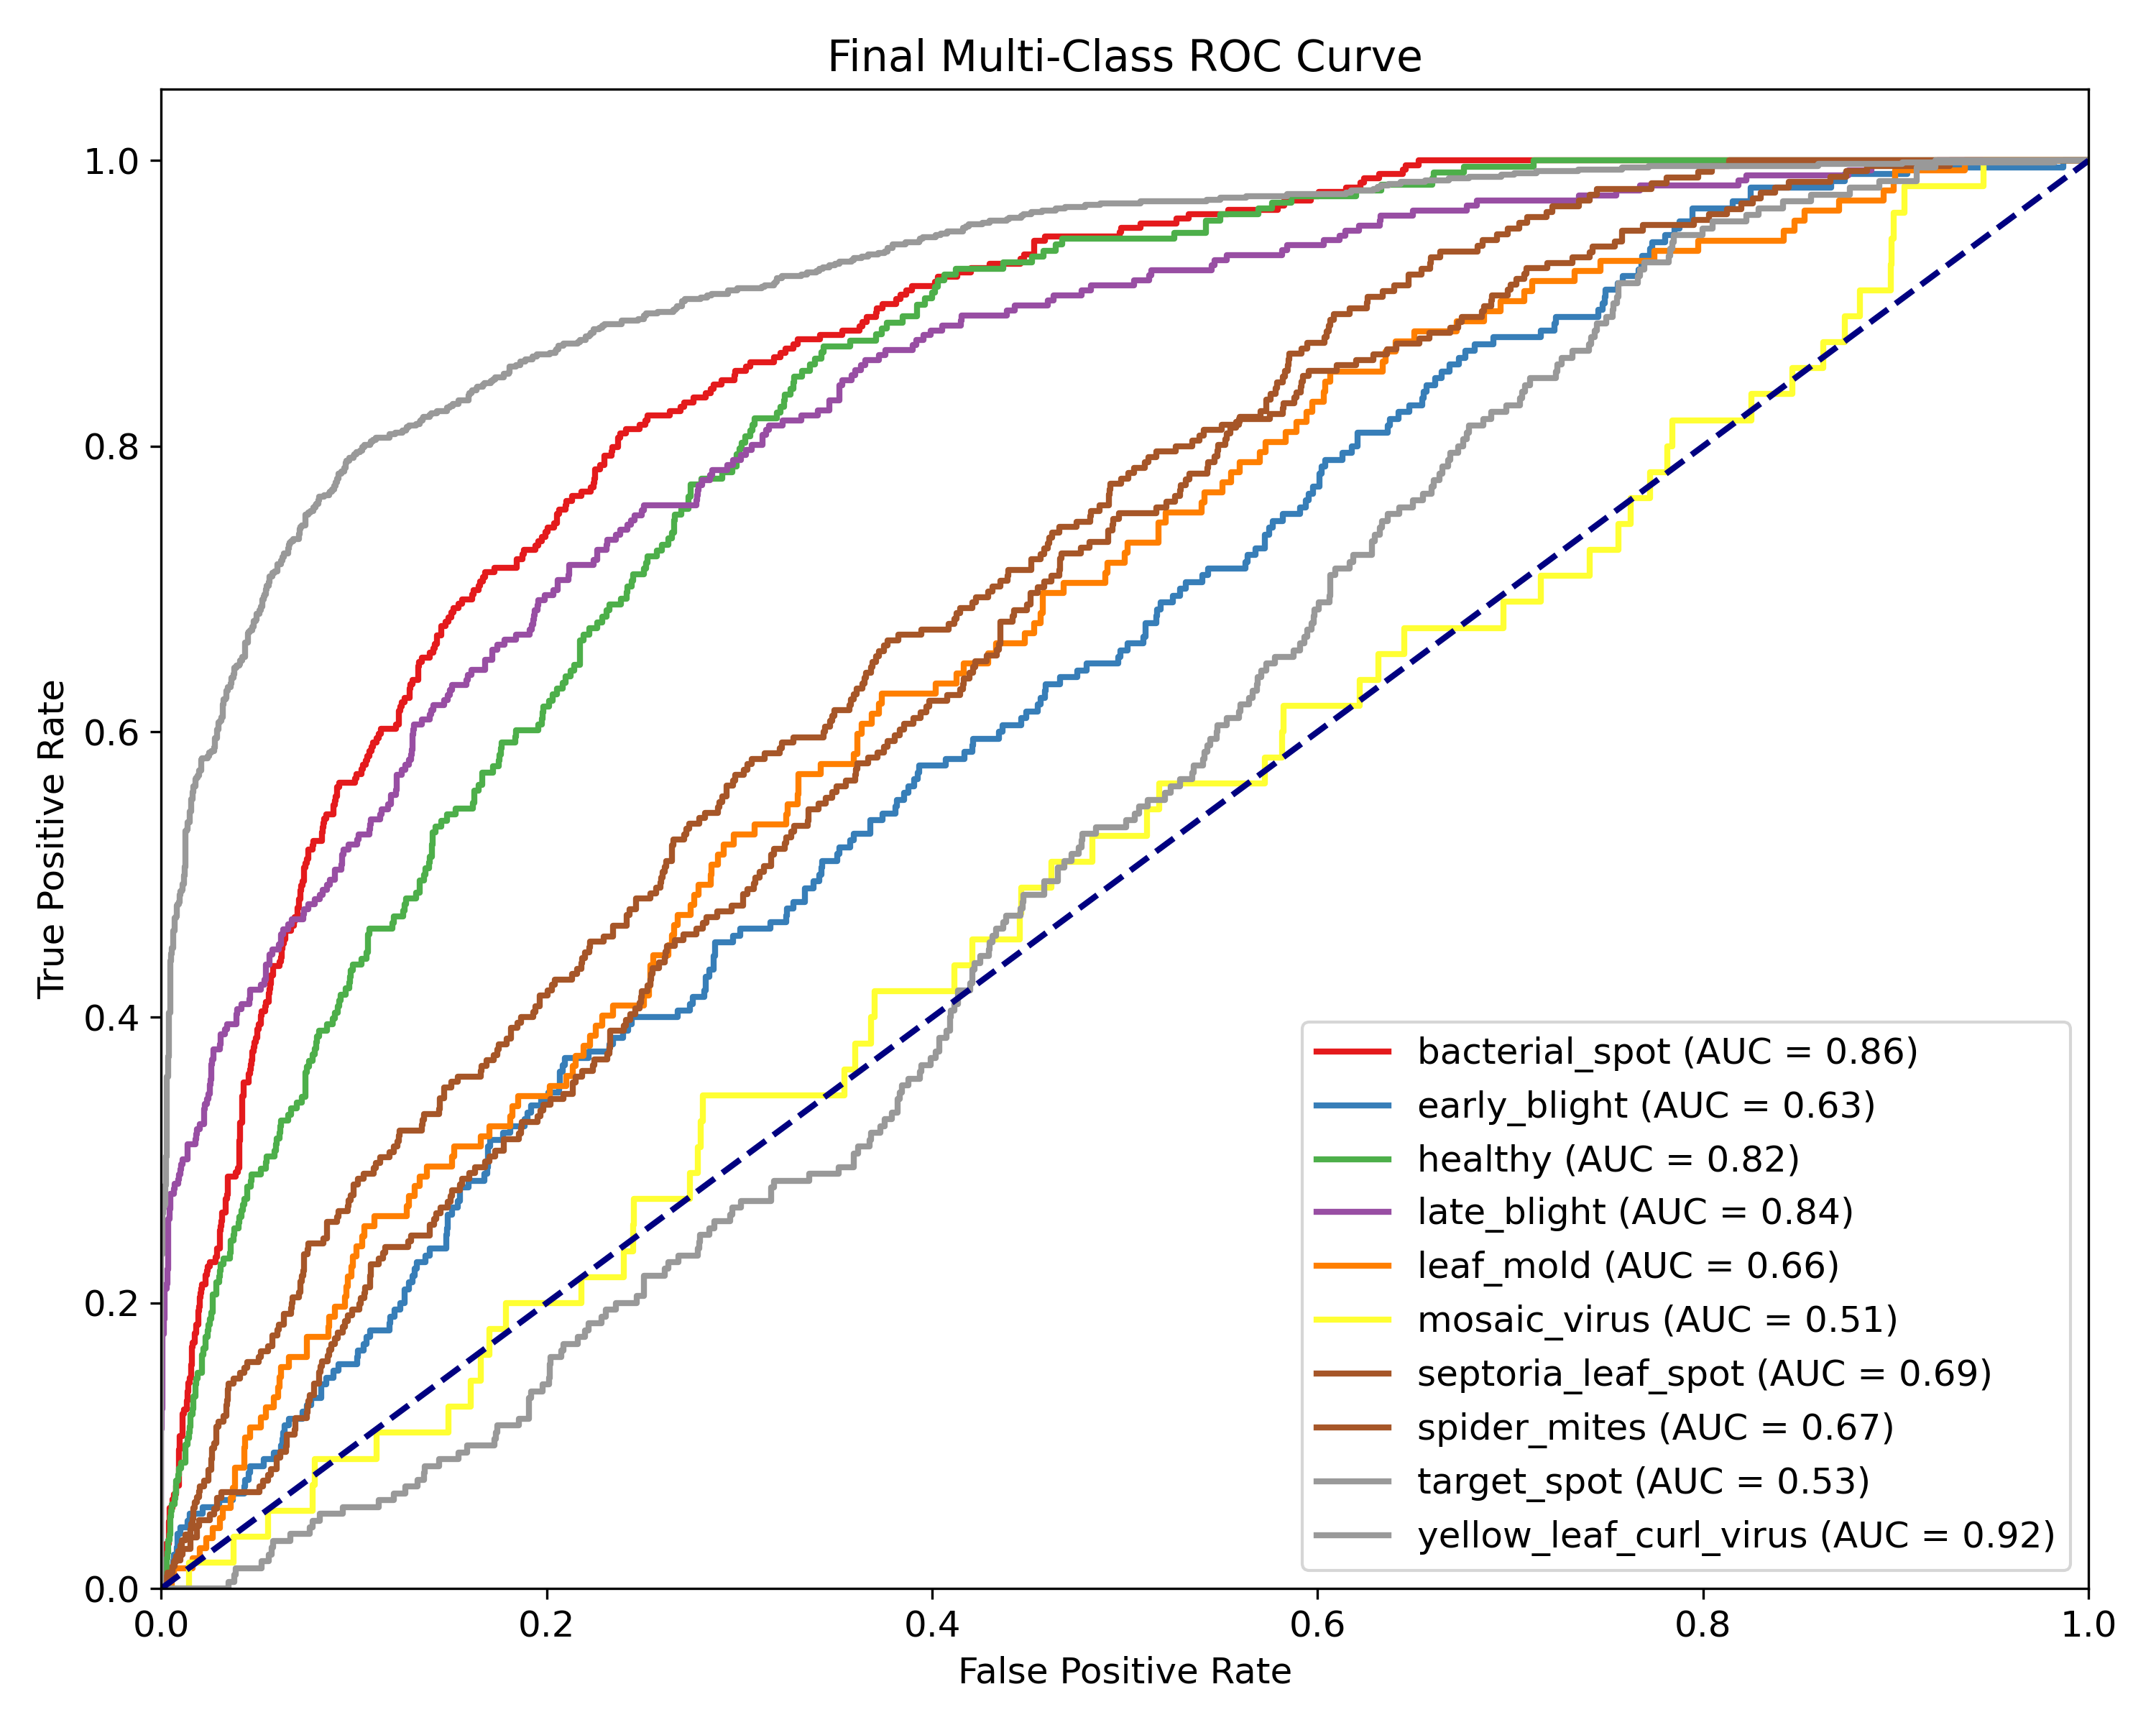 Final Multi-Class ROC Curve
True Positive Rate
1.0
0.8
0.6
0.4
0.2
0.0
0.0 0.2 0.4 0.6 0.8 1.0
False Positive Rate
bacterial_spot (AUC = 0.86)
early_blight (AUC = 0.63)
healthy (AUC = 0.82)
late_blight (AUC = 0.84)
leaf_mold (AUC = 0.66)
mosaic_virus (AUC = 0.51)
septoria_leaf_spot (AUC = 0.69)
spider_mites (AUC = 0.67)
target_spot (AUC = 0.53)
yellow_leaf_curl_virus (AUC = 0.92)